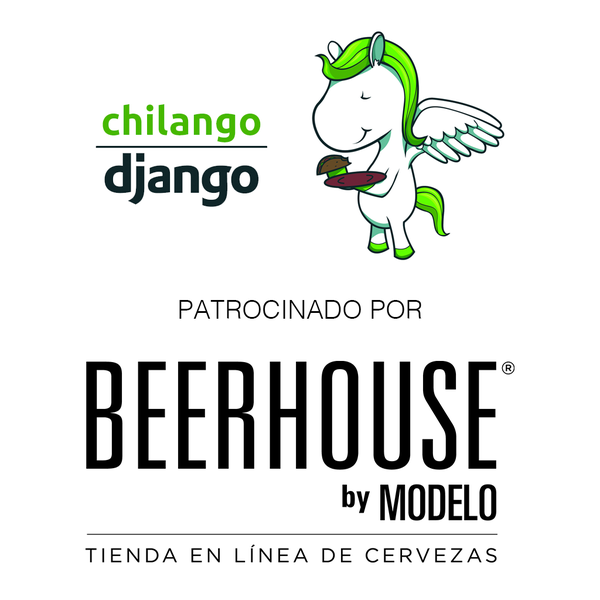 chilango
django
PATROCINADO POR
BEERHOUSE®
by MODELO
TIENDA EN LÍNEA DE CERVEZAS